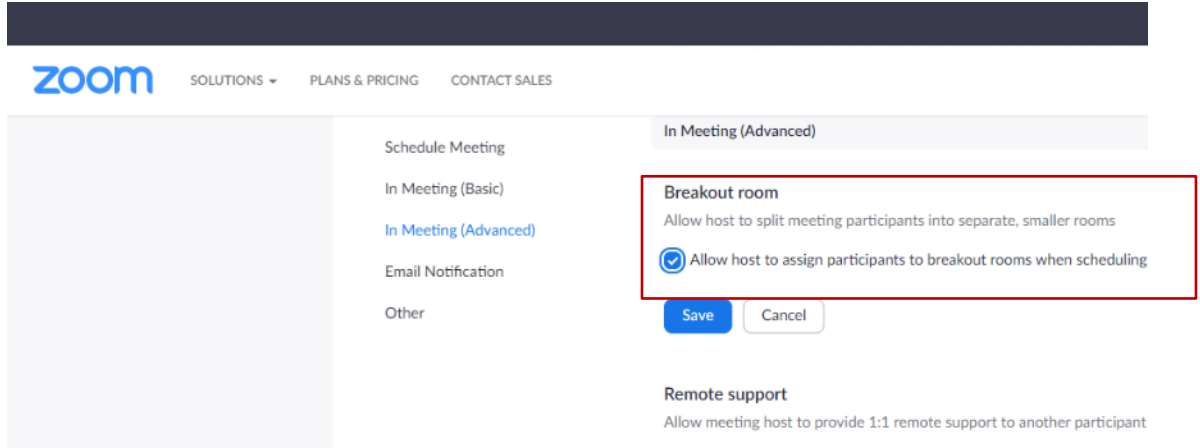 zoom SOLUTIONS PLANS & PRICING CONTACT SALES
Schedule Meeting
In Meeting (Basic)
In Meeting (Advanced)
Email Notification
Other
In Meeting (Advanced)
Breakout room
Allow host to split meeting participants into separate, smaller rooms
Allow host to assign participants to breakout rooms when scheduling
Save Cancel
Remote support
Allow meeting host to provide 1:1 remote support to another participant